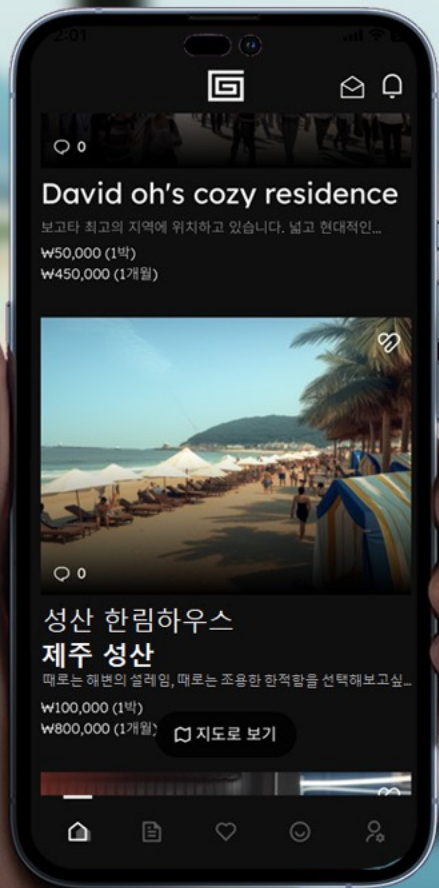 2:01
0
David oh's cozy residence
보고타 최고의 지역에 위치하고 있습니다. 넓고 현대적인...
₩50,000 (1박)
₩450,000 (1개월)
0
성산 한림하우스
제주 성산
때로는 해변의 설레임, 때로는 조용한 한적함을 선택해보고싶...
₩100,000 (1박)
₩800,000 (1개월)
지도로 보기